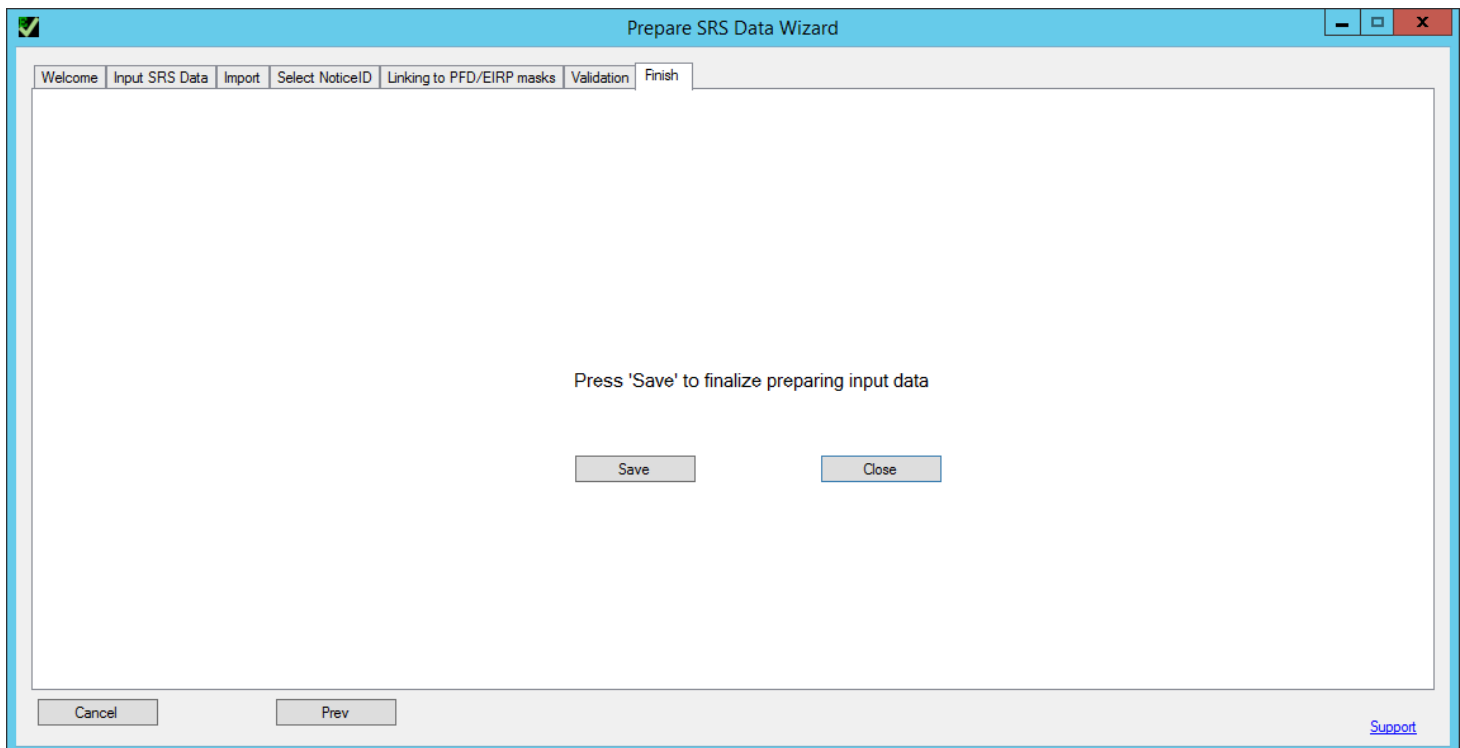 Prepare SRS Data Wizard
Welcome Input SRS Data Import Select NoticeID Linking to PFD/EIRP masks Validation Finish
Press 'Save' to finalize preparing input data
Save Close
Cancel Prev
Support